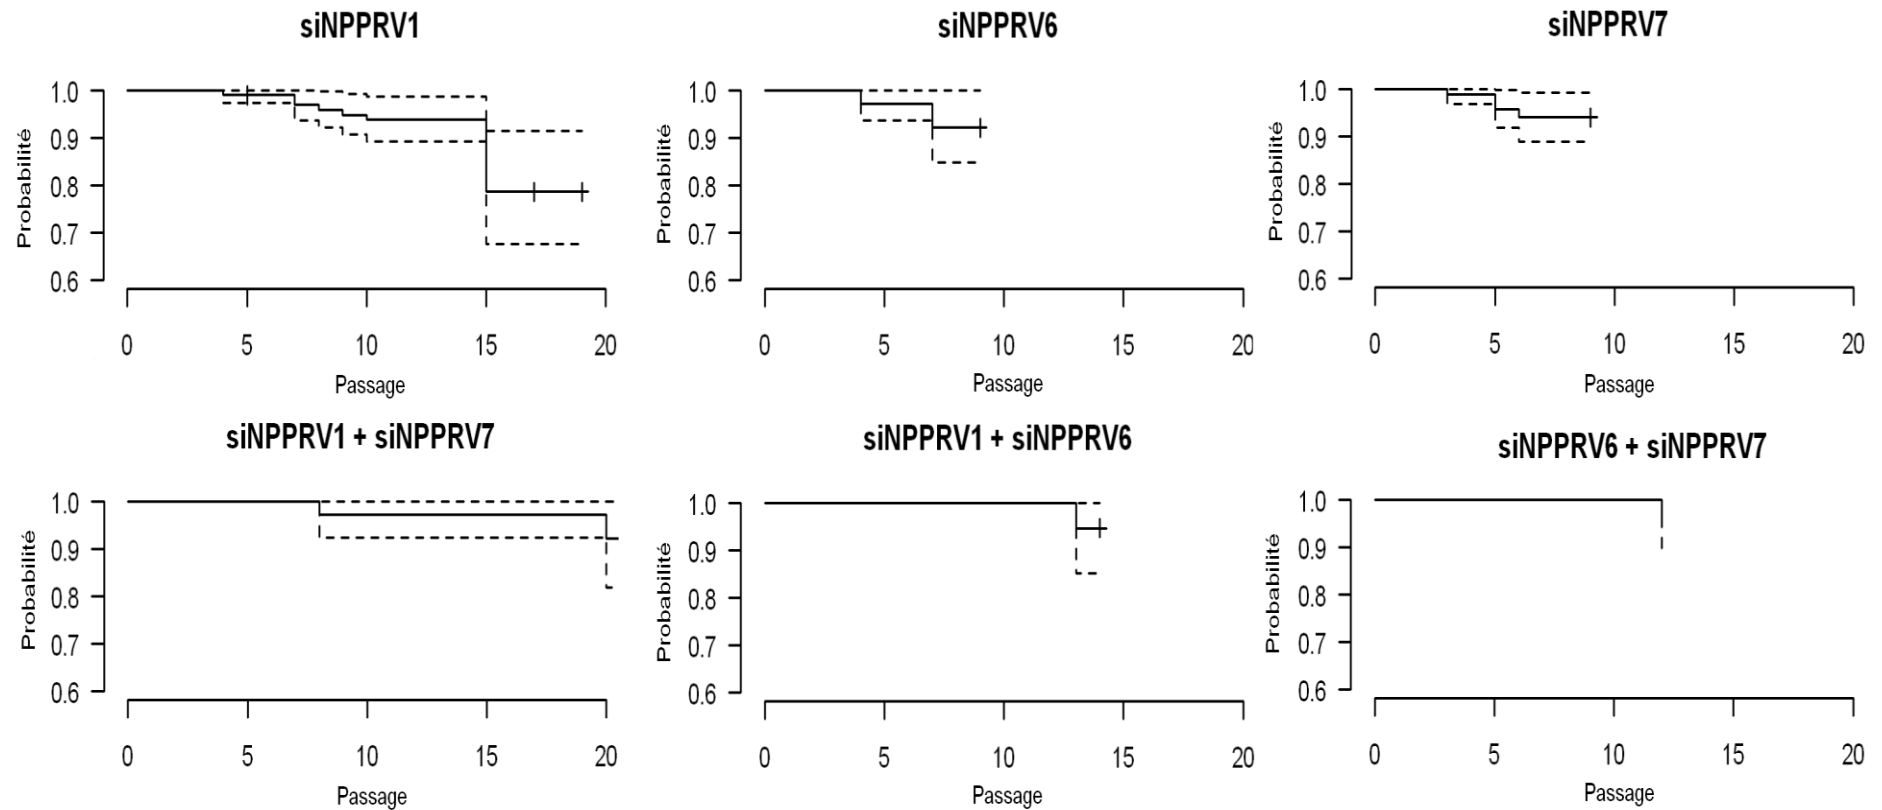 siNPPRV1
siNPPRV6
siNPPRV7
Probabilité
1.0
0.9
0.8
0.7
0.6
0 5 10 15 20
Passage
Probabilité
1.0
0.9
0.8
0.7
0.6
0 5 10 15 20
Passage
Probabilité
1.0
0.9
0.8
0.7
0.6
0 5 10 15 20
Passage
siNPPRV1 + siNPPRV7
siNPPRV1 + siNPPRV6
siNPPRV6 + siNPPRV7
Probabilité
1.0
0.9
0.8
0.7
0.6
0 5 10 15 20
Passage
Probabilité
1.0
0.9
0.8
0.7
0.6
0 5 10 15 20
Passage
Probabilité
1.0
0.9
0.8
0.7
0.6
0 5 10 15 20
Passage